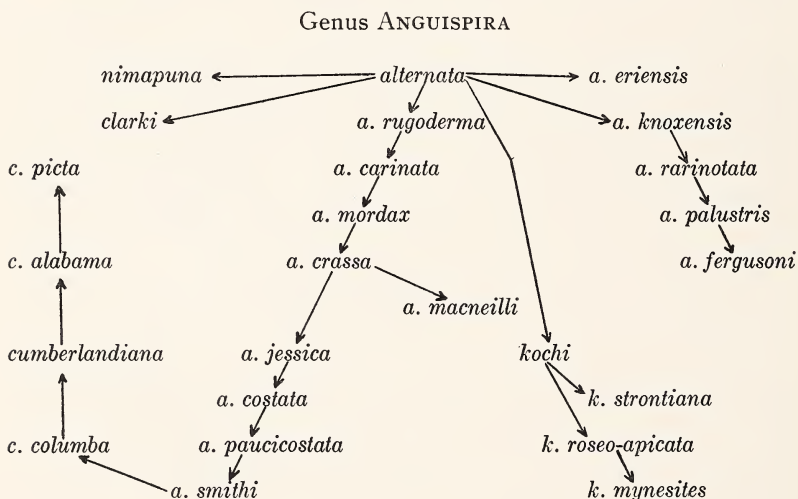 Genus ANGUISPIRA
nimapuna alternata a. eriensis
clarki a. rugoderma a. knoxensis
c. picta a. carinata a. rarinotata
a. mordax a. palustris
c. alabama a. crassa a. fergusoni
a. macneilli
cumberlandiana a. jessica kochi
a. costata k. strontiana
c. columba a. paucicostata k. roseo-apicata
a. smithi k. mynesites